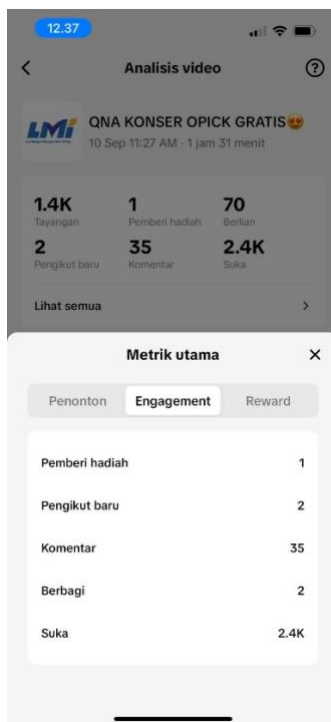 12.37
Analisis video
LMI
QNA KONSER OPICK GRATIS😍
10 Sep 11:27 AM · 1 jam 31 menit
1.4K 1 70
Tayangan Pemberi hadiah Berlian
2 35 2.4K
Pengikut baru Komentar Suka
Lihat semua
Metrik utama
Penonton Engagement Reward
Pemberi hadiah 1
Pengikut baru 2
Komentar 35
Berbagi 2
Suka 2.4K